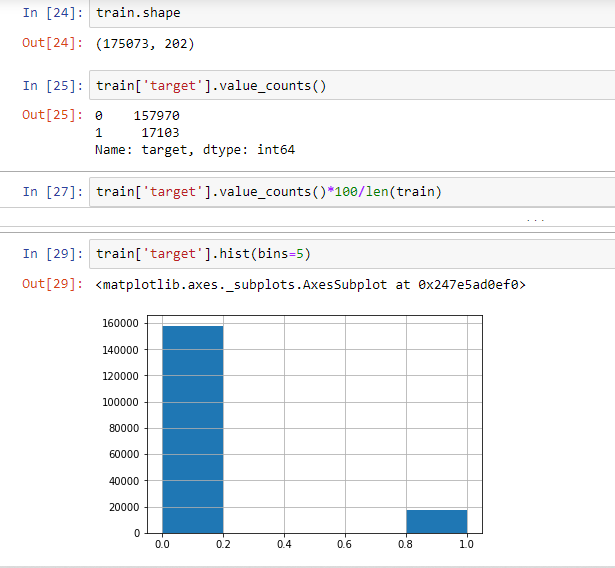 In [24]: train.shape
Out[24]: (175073, 202)
In [25]: train['target'].value_counts()
Out[25]: 0    157970
1     17103
Name: target, dtype: int64
In [27]: train['target'].value_counts()*100/len(train)
...
In [29]: train['target'].hist(bins=5)
Out[29]: <matplotlib.axes._subplots.AxesSubplot at 0x247e5ad0ef0>
160000
140000
120000
100000
80000
60000
40000
20000
0
0.0 0.2 0.4 0.6 0.8 1.0